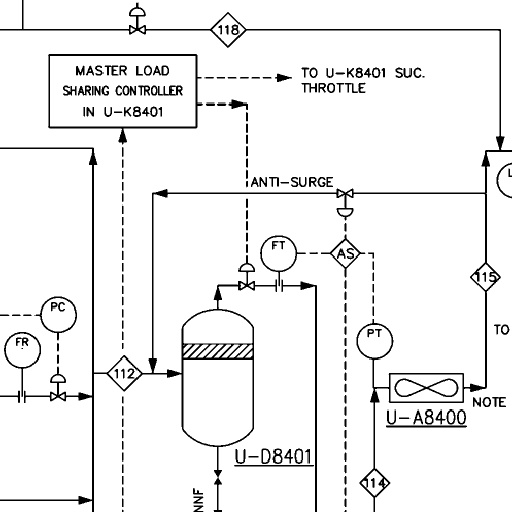 118
MASTER LOAD
SHARING CONTROLLER
IN U-K8401
TO U-K8401 SUC.
THROTTLE
ANTI-SURGE
FT
AS
115
PC
TO
FR
PT
112
NOTE
U-A8400
U-D8401
114
NNF